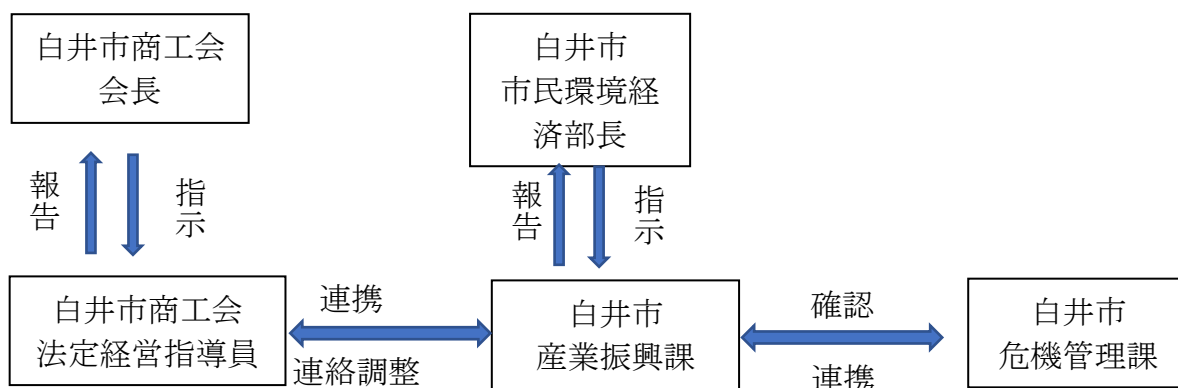 白井市商工会
会長
白井市
市民環境経
済部長
報告
指示
報告
指示
白井市商工会
法定経営指導員
連携
連絡調整
白井市
産業振興課
確認
連携
白井市
危機管理課